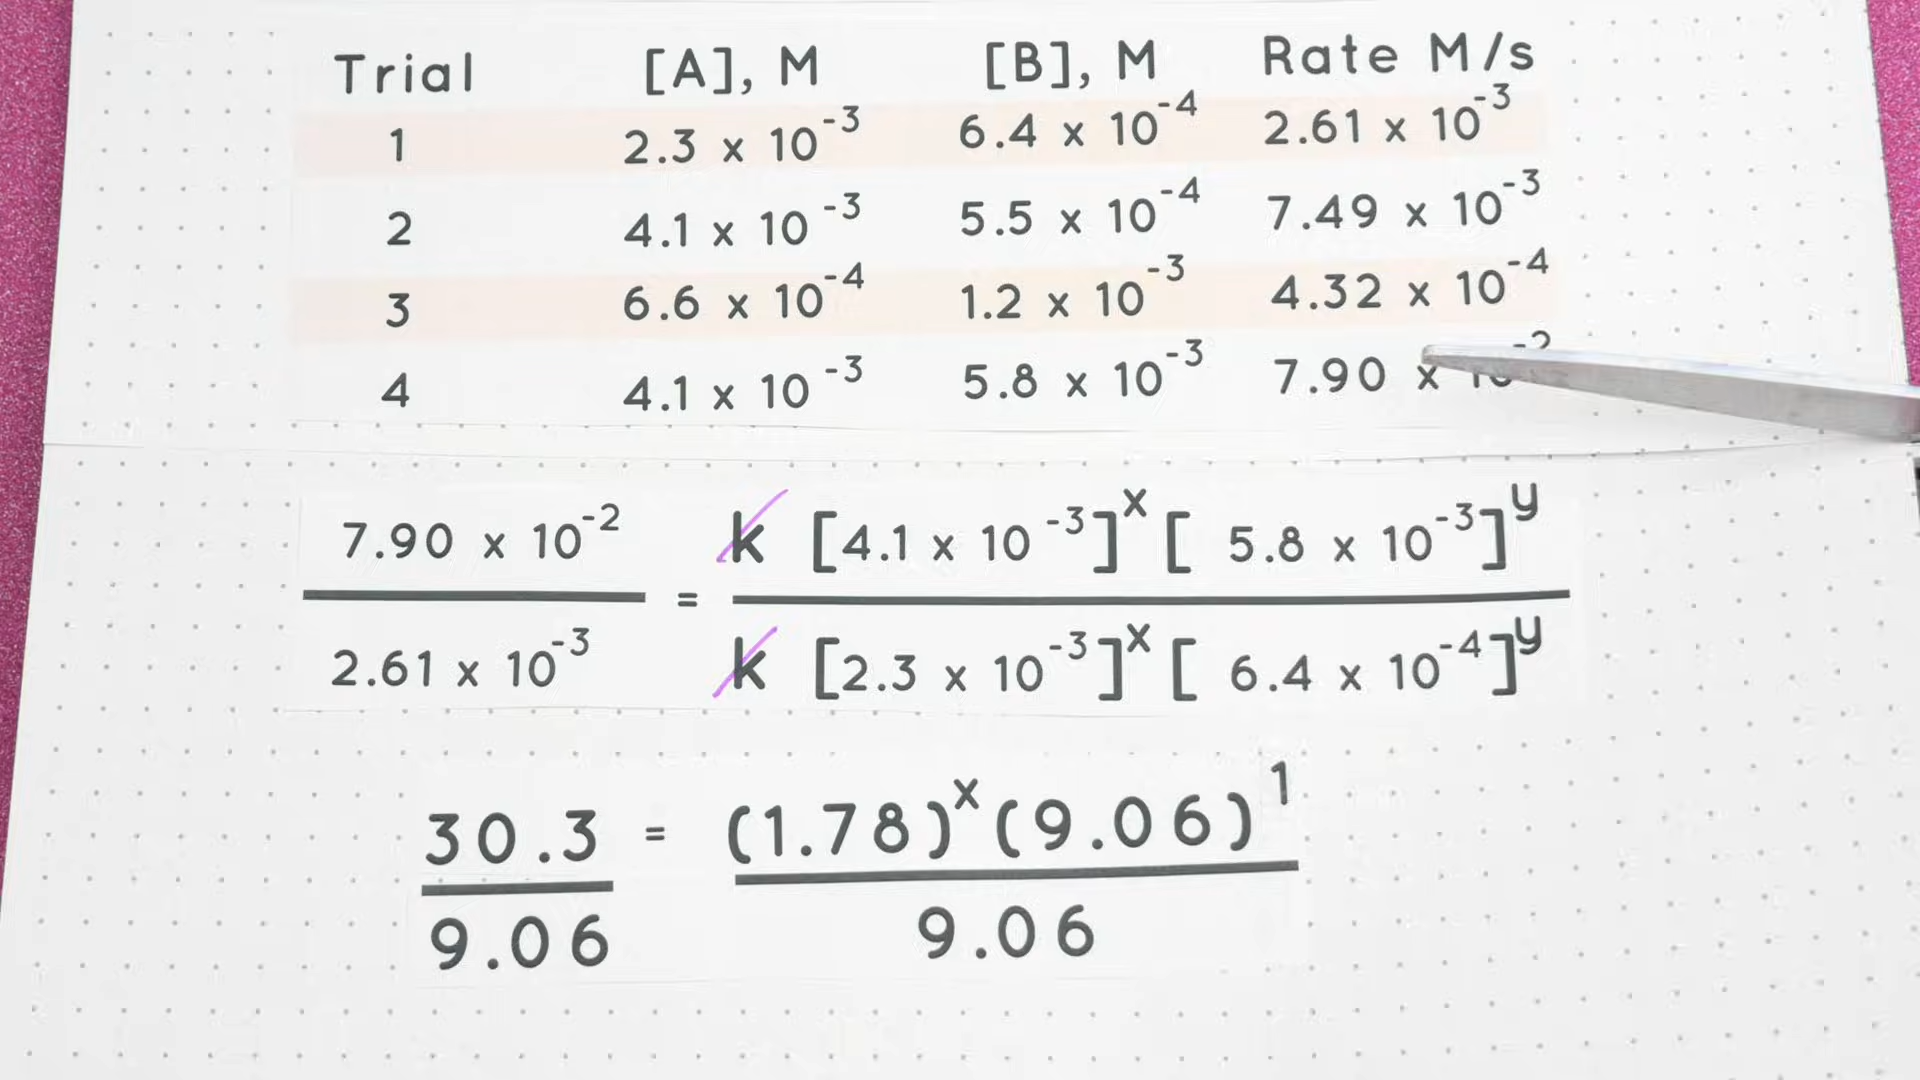 Trial [A], M [B], M Rate M/s
1 2.3 x 10⁻³ 6.4 x 10⁻⁴ 2.61 x 10⁻³
2 4.1 x 10⁻³ 5.5 x 10⁻⁴ 7.49 x 10⁻³
3 6.6 x 10⁻⁴ 1.2 x 10⁻³ 4.32 x 10⁻⁴
4 4.1 x 10⁻³ 5.8 x 10⁻³ 7.90 x 10⁻²
7.90 x 10⁻² = k [4.1 x 10⁻³]ˣ [5.8 x 10⁻³]ʸ
2.61 x 10⁻³ k [2.3 x 10⁻³]ˣ [6.4 x 10⁻⁴]ʸ
30.3 = (1.78)ˣ(9.06)¹
9.06 9.06